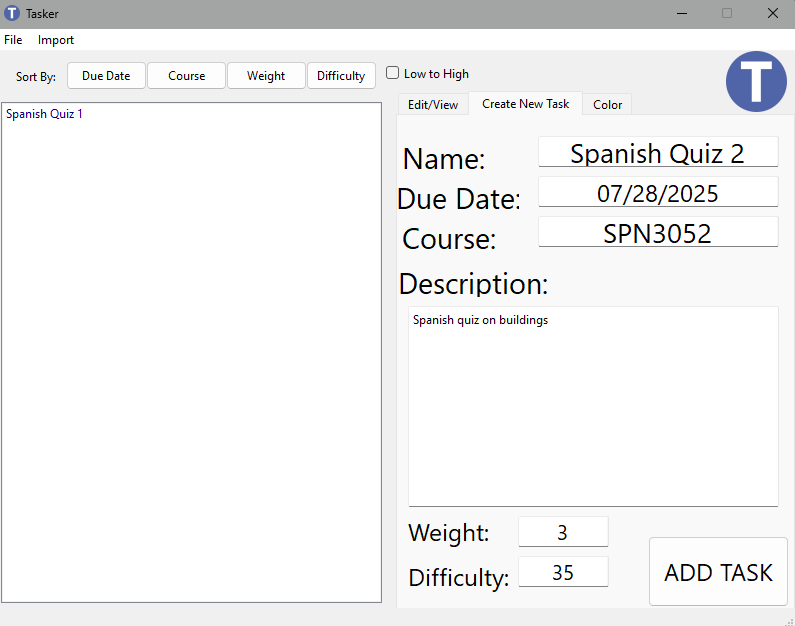 T Tasker
File Import
Sort By: Due Date Course Weight Difficulty Low to High
T
Spanish Quiz 1
Edit/View Create New Task Color
Name: Spanish Quiz 2
Due Date: 07/28/2025
Course: SPN3052
Description:
Spanish quiz on buildings
Weight: 3
Difficulty: 35
ADD TASK